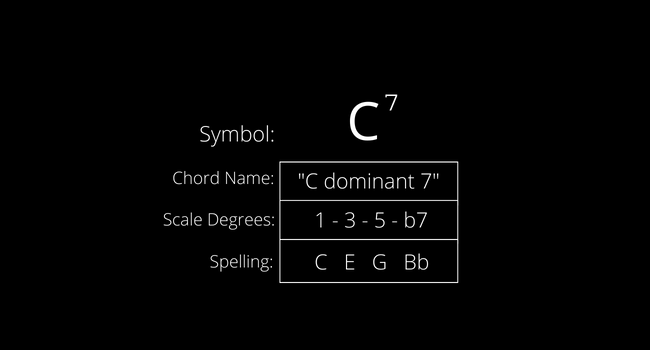 Symbol: C7
Chord Name: "C dominant 7"
Scale Degrees: 1 - 3 - 5 - b7
Spelling: C E G Bb